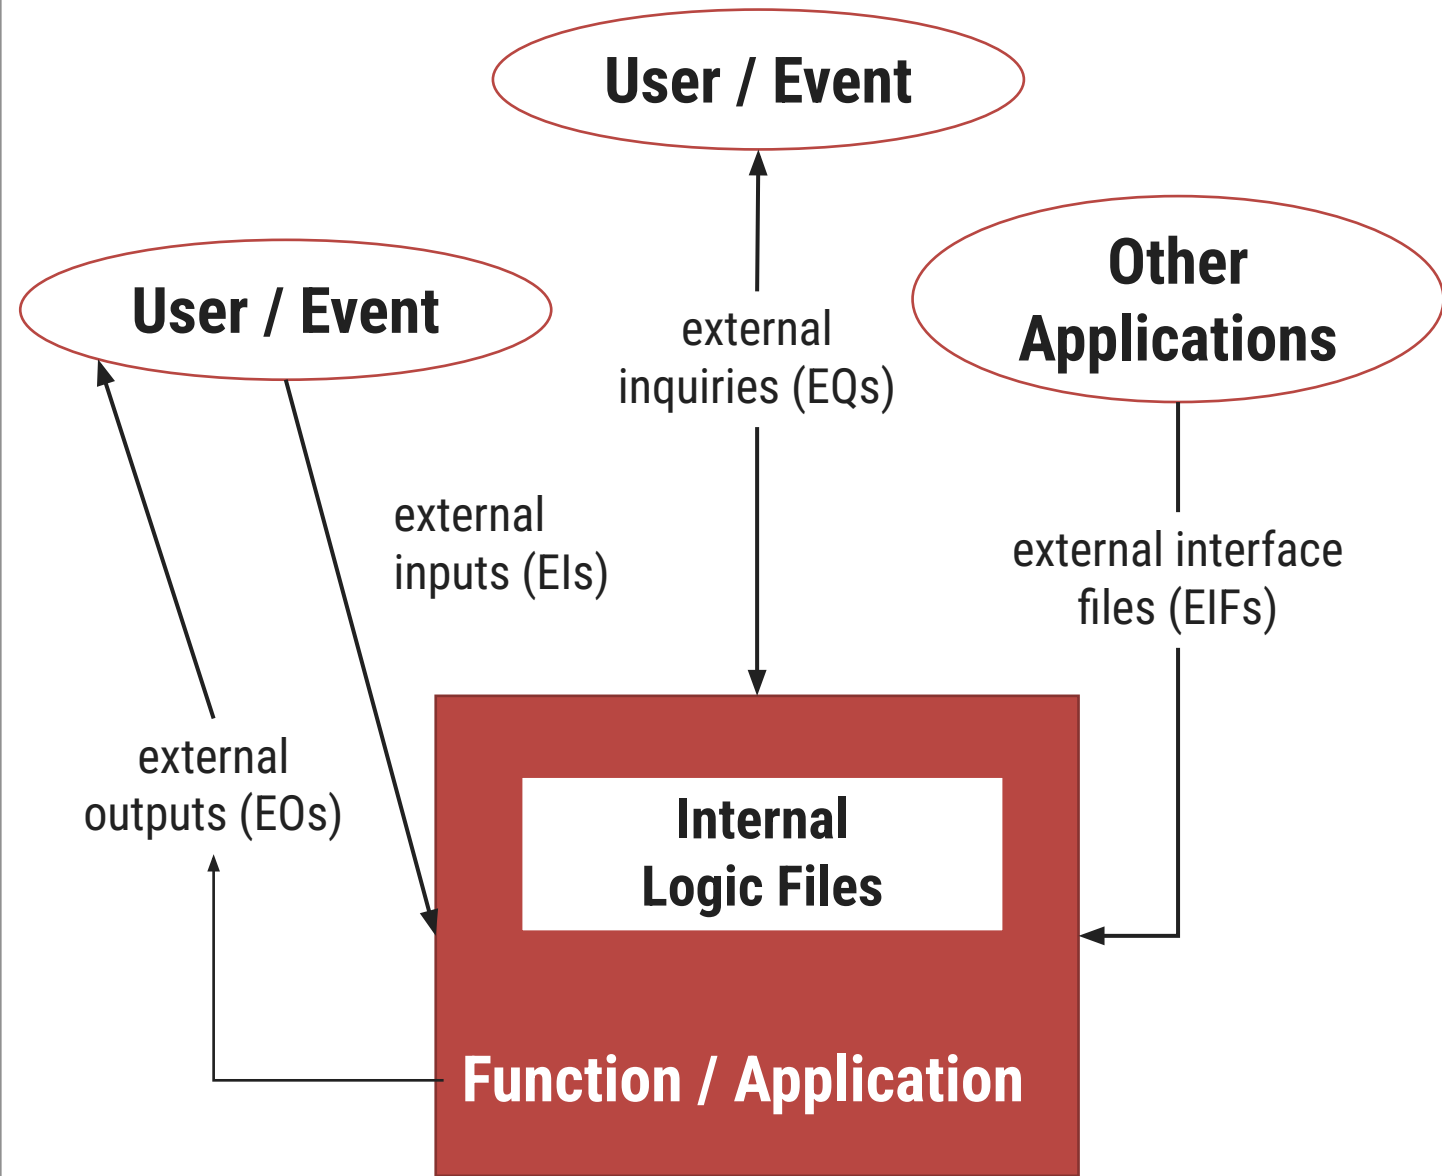 User / Event
User / Event
Other
Applications
external
inquiries (EQs)
external
inputs (EIs)
external interface
files (EIFs)
external
outputs (EOs)
Internal
Logic Files
Function / Application